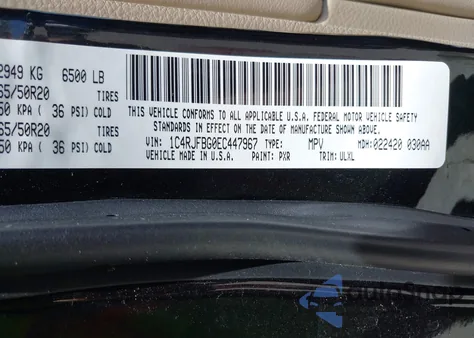 2949 KG 6500 LB
65/50R20 TIRES
50 KPA ( 36 PSI) COLD
65/50R20 TIRES
50 KPA ( 36 PSI) COLD
THIS VEHICLE CONFORMS TO ALL APPLICABLE U.S.A.
FEDERAL MOTOR VEHICLE SAFETY
STANDARDS IN EFFECT ON THE DATE OF MANUFACTURE SHOWN ABOVE.
VIN: 1C4RJFBG0EC447967 TYPE: MPV MDH: 022420 030AA
VEHICLE MADE IN U.S.A. PAINT: PXR TRIM: ULXL